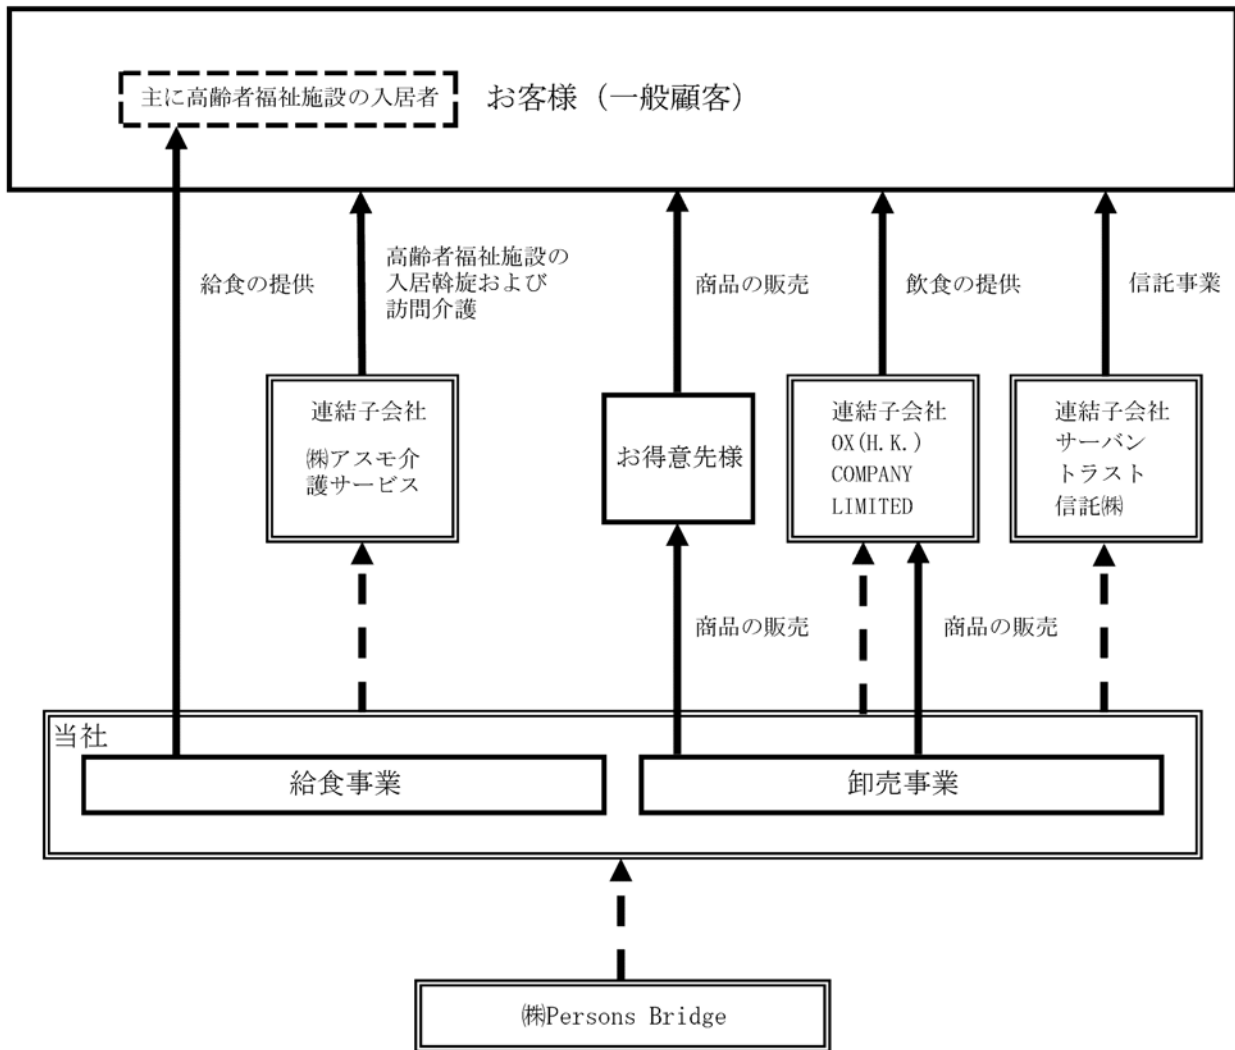 主に高齢者福祉施設の入居者
お客様（一般顧客）
給食の提供
高齢者福祉施設の
入居斡旋および
訪問介護
商品の販売
飲食の提供
信託事業
連結子会社
㈱アスモ介
護サービス
お得意先様
連結子会社
OX(H.K.)
COMPANY
LIMITED
連結子会社
サーバン
トラスト
信託㈱
商品の販売
商品の販売
当社
給食事業
卸売事業
㈱Persons Bridge